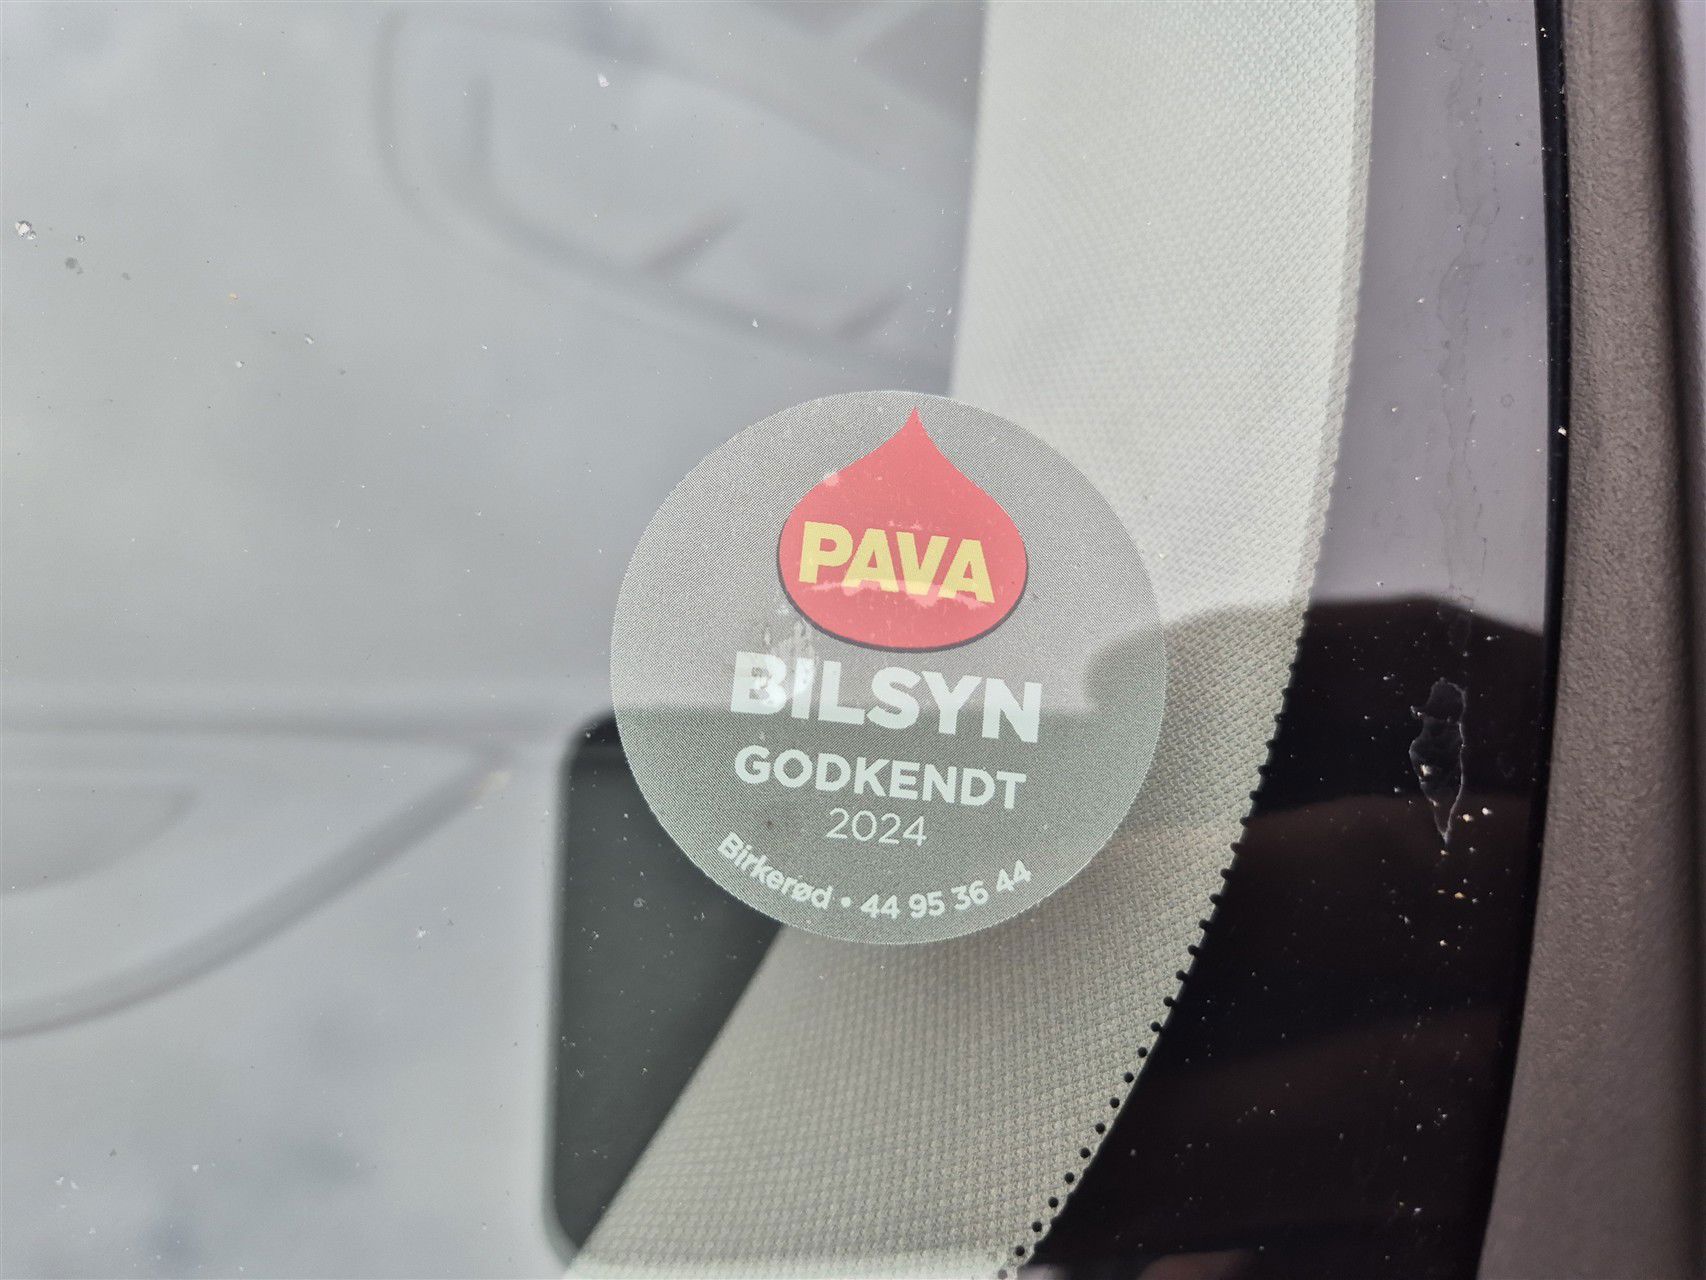 PAVA
BILSYN
GODKENDT
2024
Birkerød • 44 95 36 44